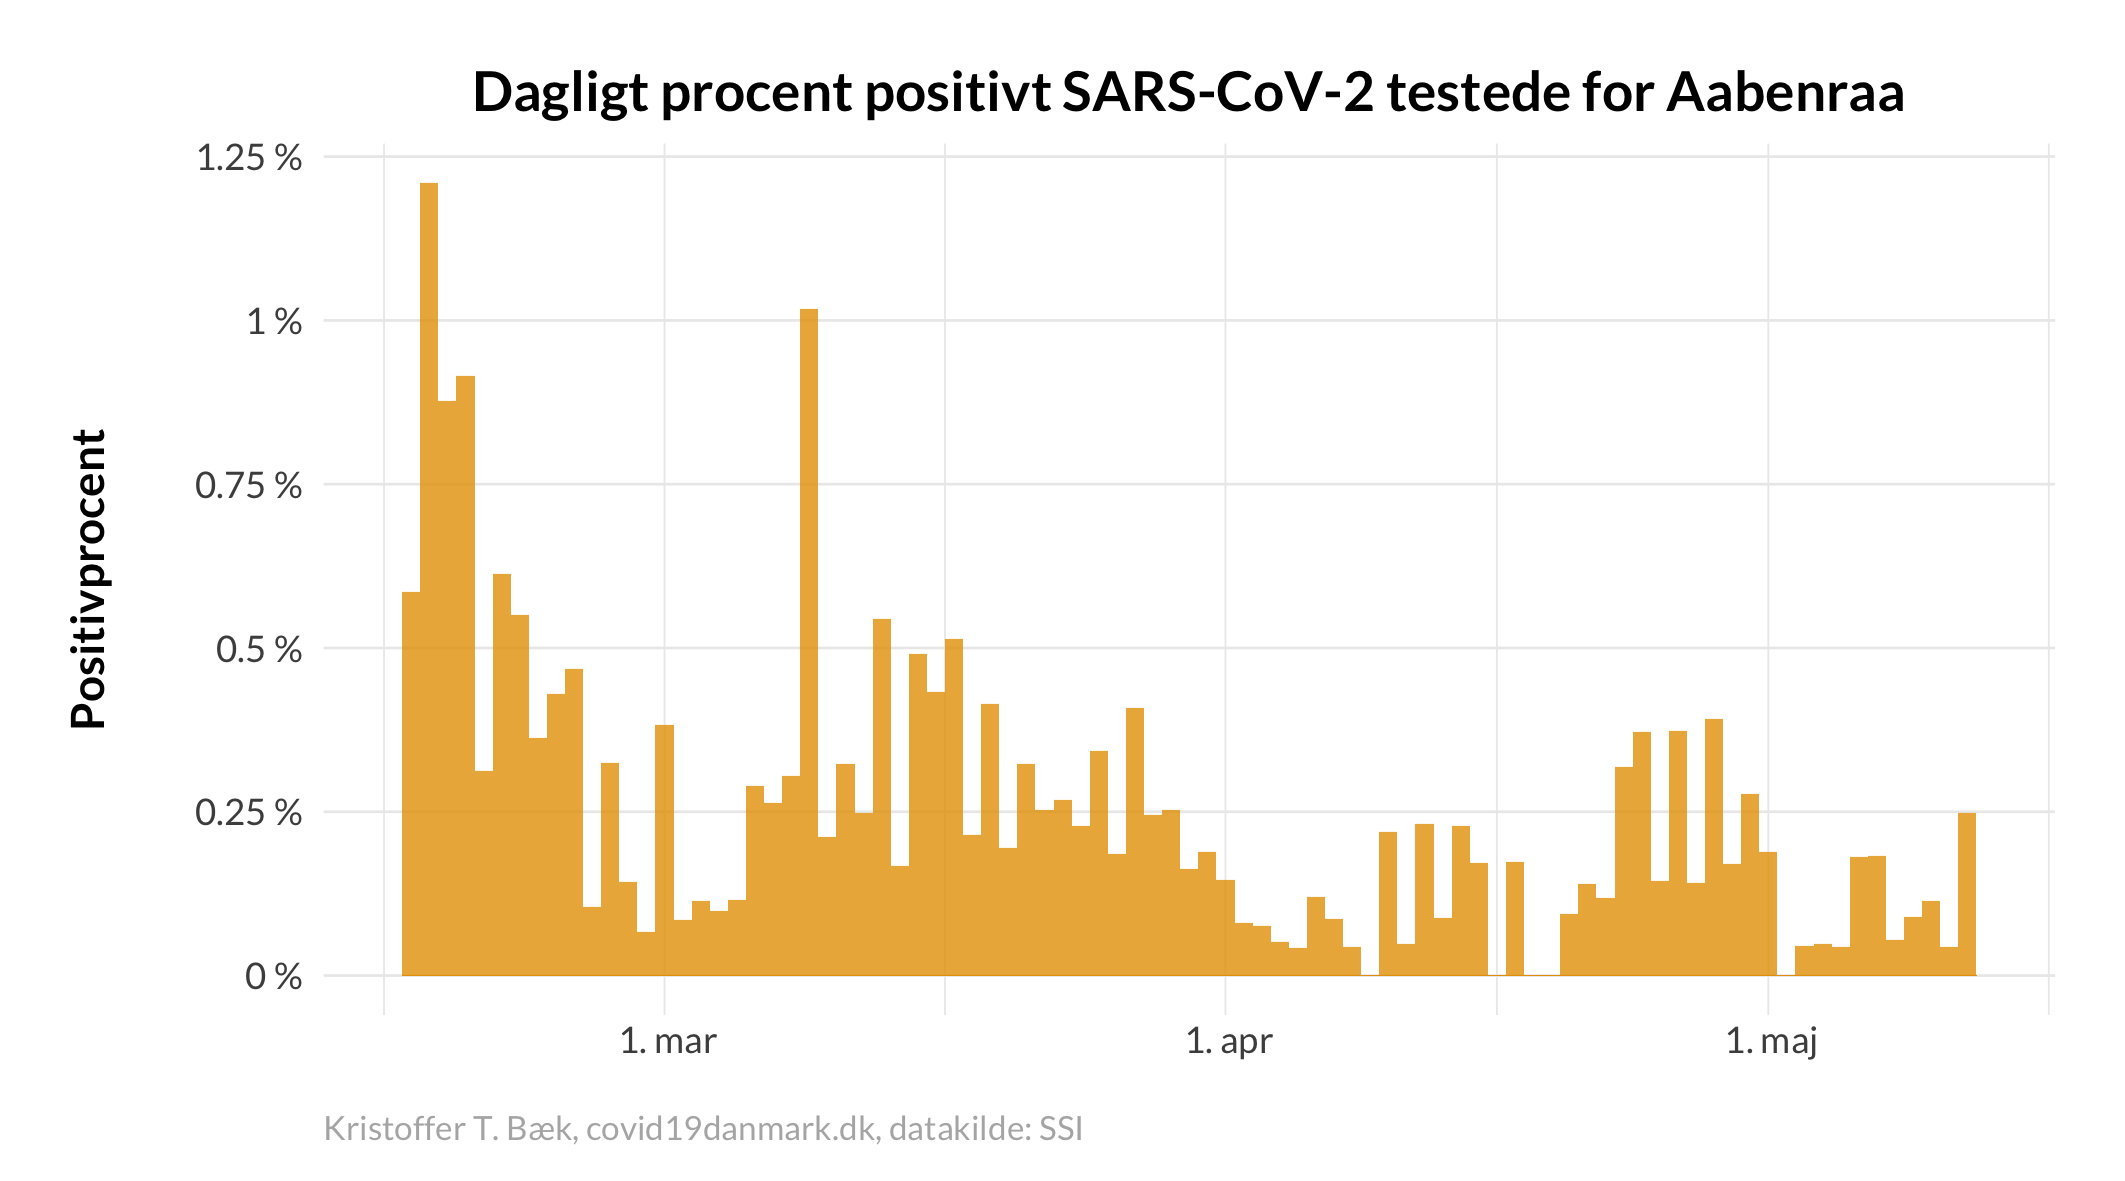 Dagligt procent positivt SARS-CoV-2 testede for Aabenraa
Positivprocent
1.25 %
1 %
0.75 %
0.5 %
0.25 %
0 %
1. mar
1. apr
1. maj
Kristoffer T. Bæk, covid19danmark.dk, datakilde: SSI